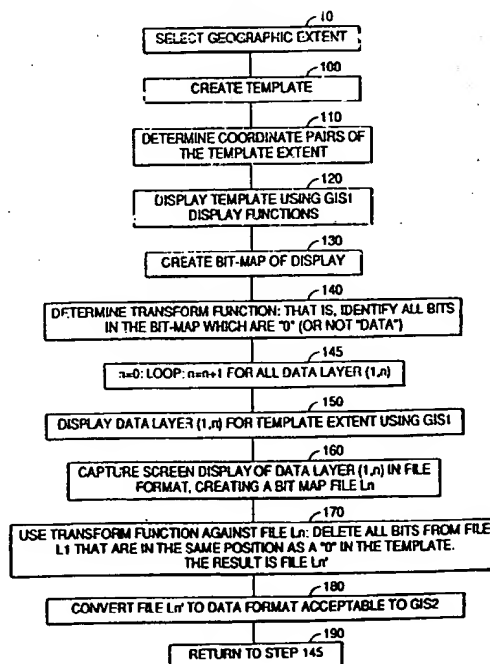 10
SELECT GEOGRAPHIC EXTENT
100
CREATE TEMPLATE
110
DETERMINE COORDINATE PAIRS OF
THE TEMPLATE EXTENT
120
DISPLAY TEMPLATE USING GIS1
DISPLAY FUNCTIONS
130
CREATE BIT-MAP OF DISPLAY
140
DETERMINE TRANSFORM FUNCTION: THAT IS, IDENTIFY ALL BITS
IN THE BIT-MAP WHICH ARE "0" (OR NOT "DATA")
145
n=0: LOOP: n=n+1 FOR ALL DATA LAYER (1,n)
150
DISPLAY DATA LAYER (1,n) FOR TEMPLATE EXTENT USING GIS1
160
CAPTURE SCREEN DISPLAY OF DATA LAYER (1,n) IN FILE
FORMAT, CREATING A BIT MAP FILE Ln
170
USE TRANSFORM FUNCTION AGAINST FILE Ln: DELETE ALL BITS FROM FILE
L1 THAT ARE IN THE SAME POSITION AS A "0" IN THE TEMPLATE.
THE RESULT IS FILE Ln'
180
CONVERT FILE Ln' TO DATA FORMAT ACCEPTABLE TO GIS2
190
RETURN TO STEP 145